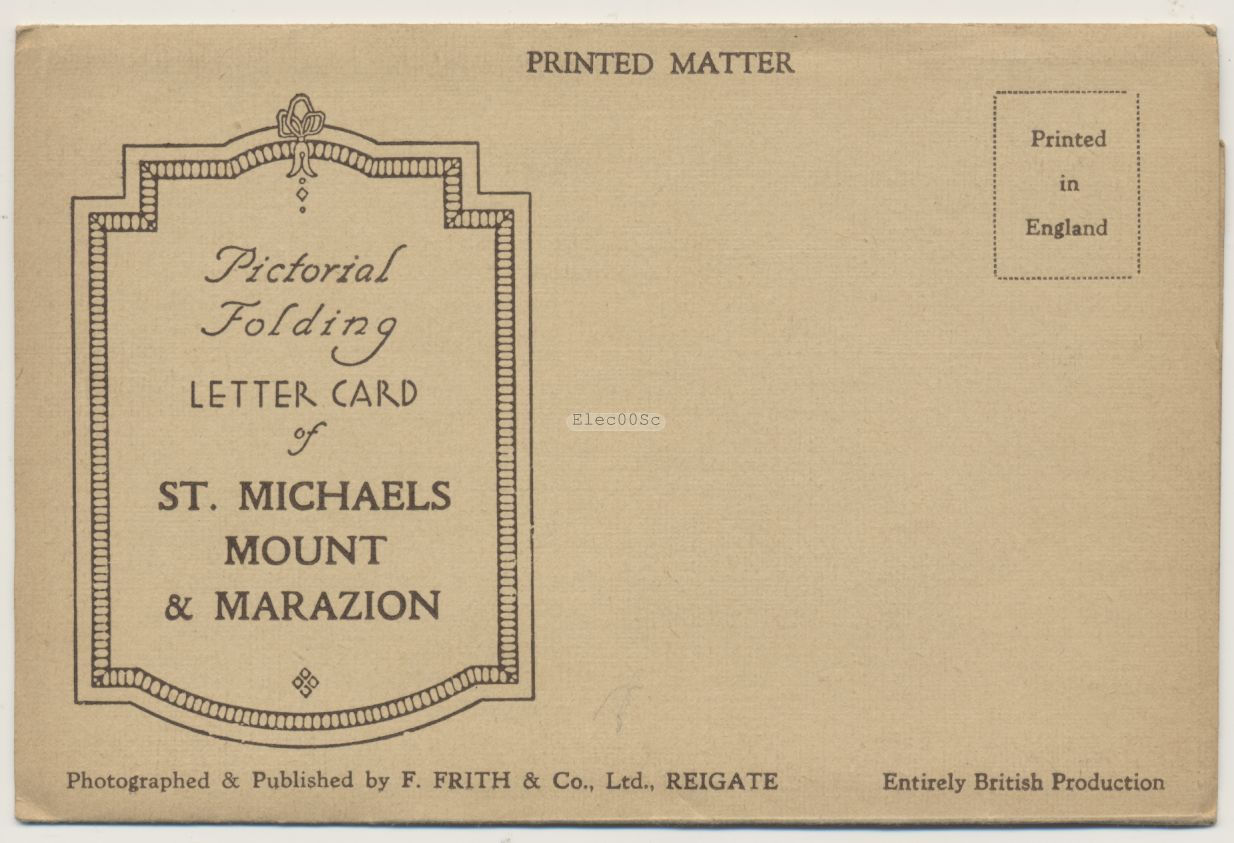 PRINTED MATTER
Printed
in
England
Pictorial
Folding
LETTER CARD
of
ST. MICHAELS
MOUNT
& MARAZION
Elec00Sc
Photographed & Published by F. FRITH & Co., Ltd., REIGATE
Entirely British Production